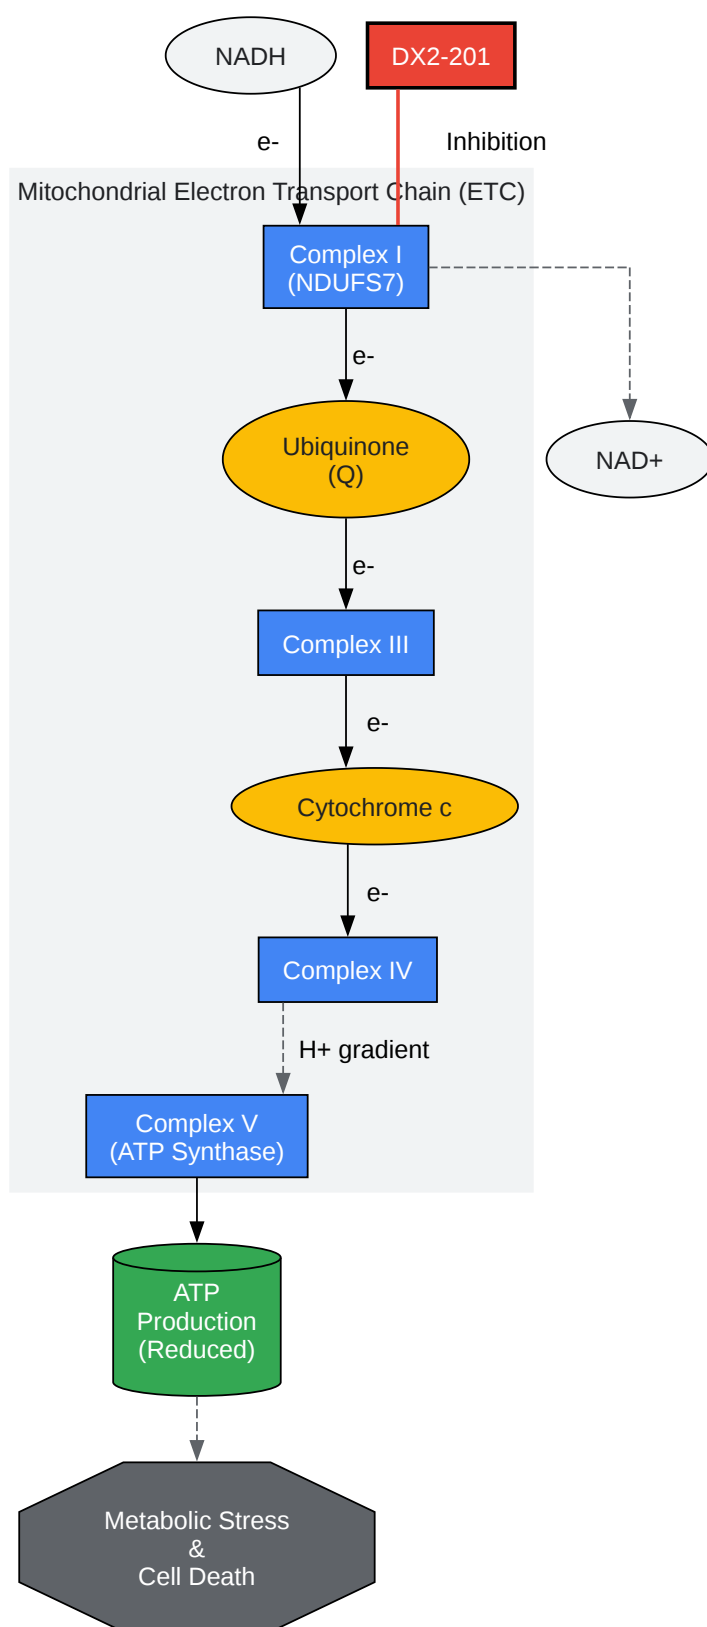 NADH
DX2-201
e-
Inhibition
Mitochondrial Electron Transport Chain (ETC)
Complex I
(NDUFS7)
e-
Ubiquinone
(Q)
NAD+
e-
Complex III
e-
Cytochrome c
e-
Complex IV
H+ gradient
Complex V
(ATP Synthase)
ATP
Production
(Reduced)
Metabolic Stress
&
Cell Death